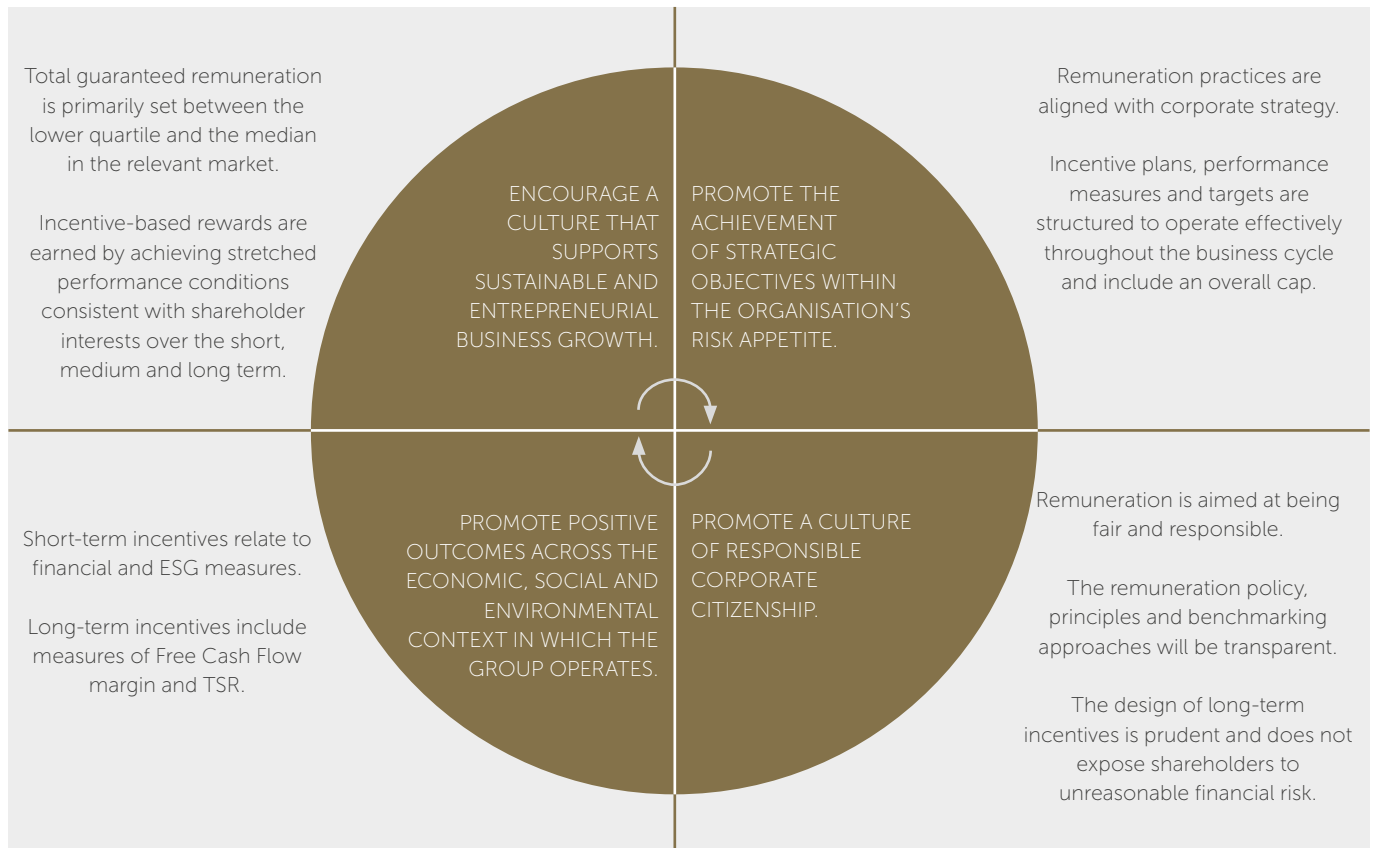 Total guaranteed remuneration
is primarily set between the
lower quartile and the median
in the relevant market.
Incentive-based rewards are
earned by achieving stretched
performance conditions
consistent with shareholder
interests over the short,
medium and long term.
ENCOURAGE A
CULTURE THAT
SUPPORTS
SUSTAINABLE AND
ENTREPRENEURIAL
BUSINESS GROWTH.
PROMOTE THE
ACHIEVEMENT
OF STRATEGIC
OBJECTIVES WITHIN
THE ORGANISATION’S
RISK APPETITE.
Remuneration practices are
aligned with corporate strategy.
Incentive plans, performance
measures and targets are
structured to operate effectively
throughout the business cycle
and include an overall cap.
Short-term incentives relate to
financial and ESG measures.
Long-term incentives include
measures of Free Cash Flow
margin and TSR.
PROMOTE POSITIVE
OUTCOMES ACROSS THE
ECONOMIC, SOCIAL AND
ENVIRONMENTAL
CONTEXT IN WHICH THE
GROUP OPERATES.
PROMOTE A CULTURE
OF RESPONSIBLE
CORPORATE
CITIZENSHIP.
Remuneration is aimed at being
fair and responsible.
The remuneration policy,
principles and benchmarking
approaches will be transparent.
The design of long-term
incentives is prudent and does not
expose shareholders to
unreasonable financial risk.